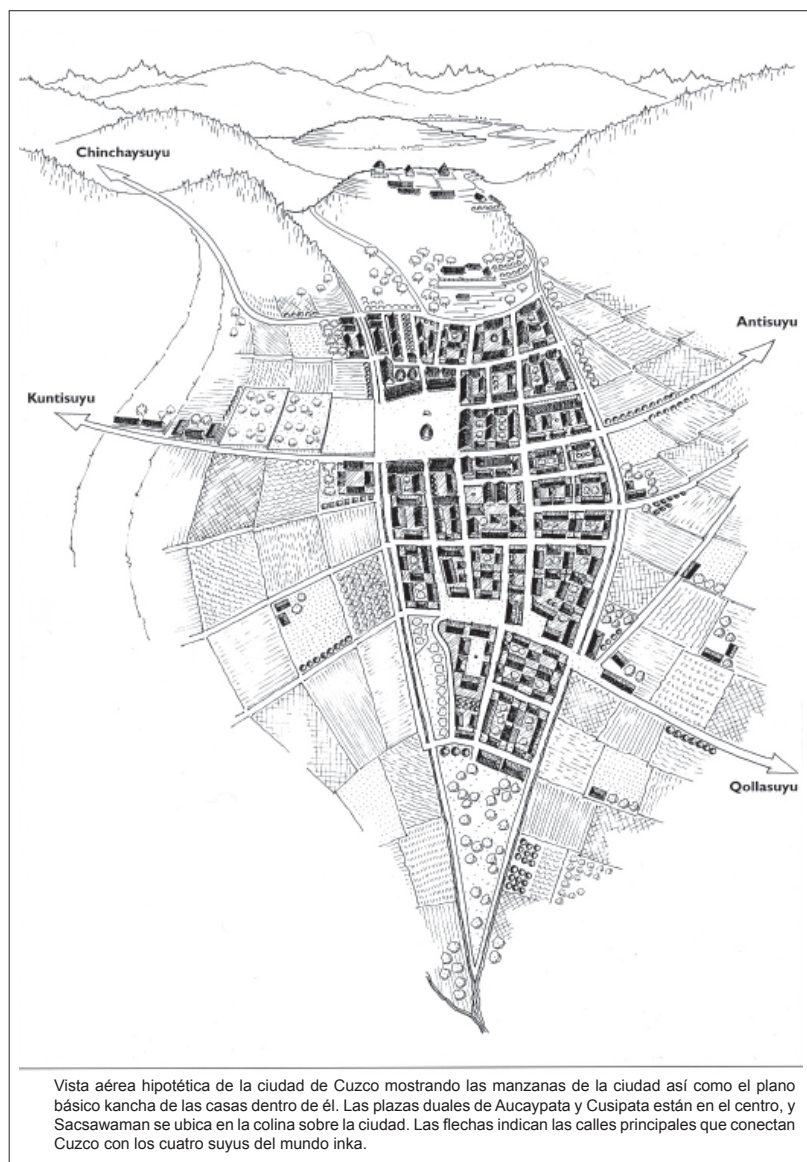 Chinchaysuyu
Antisuyu
Kuntisuyu
Qollasuyu
Vista aérea hipotética de la ciudad de Cuzco mostrando las manzanas de la ciudad así como el plano
básico kancha de las casas dentro de él. Las plazas duales de Aucaypata y Cusipata están en el centro, y
Sacsawaman se ubica en la colina sobre la ciudad. Las flechas indican las calles principales que conectan
Cuzco con los cuatro suyus del mundo inka.